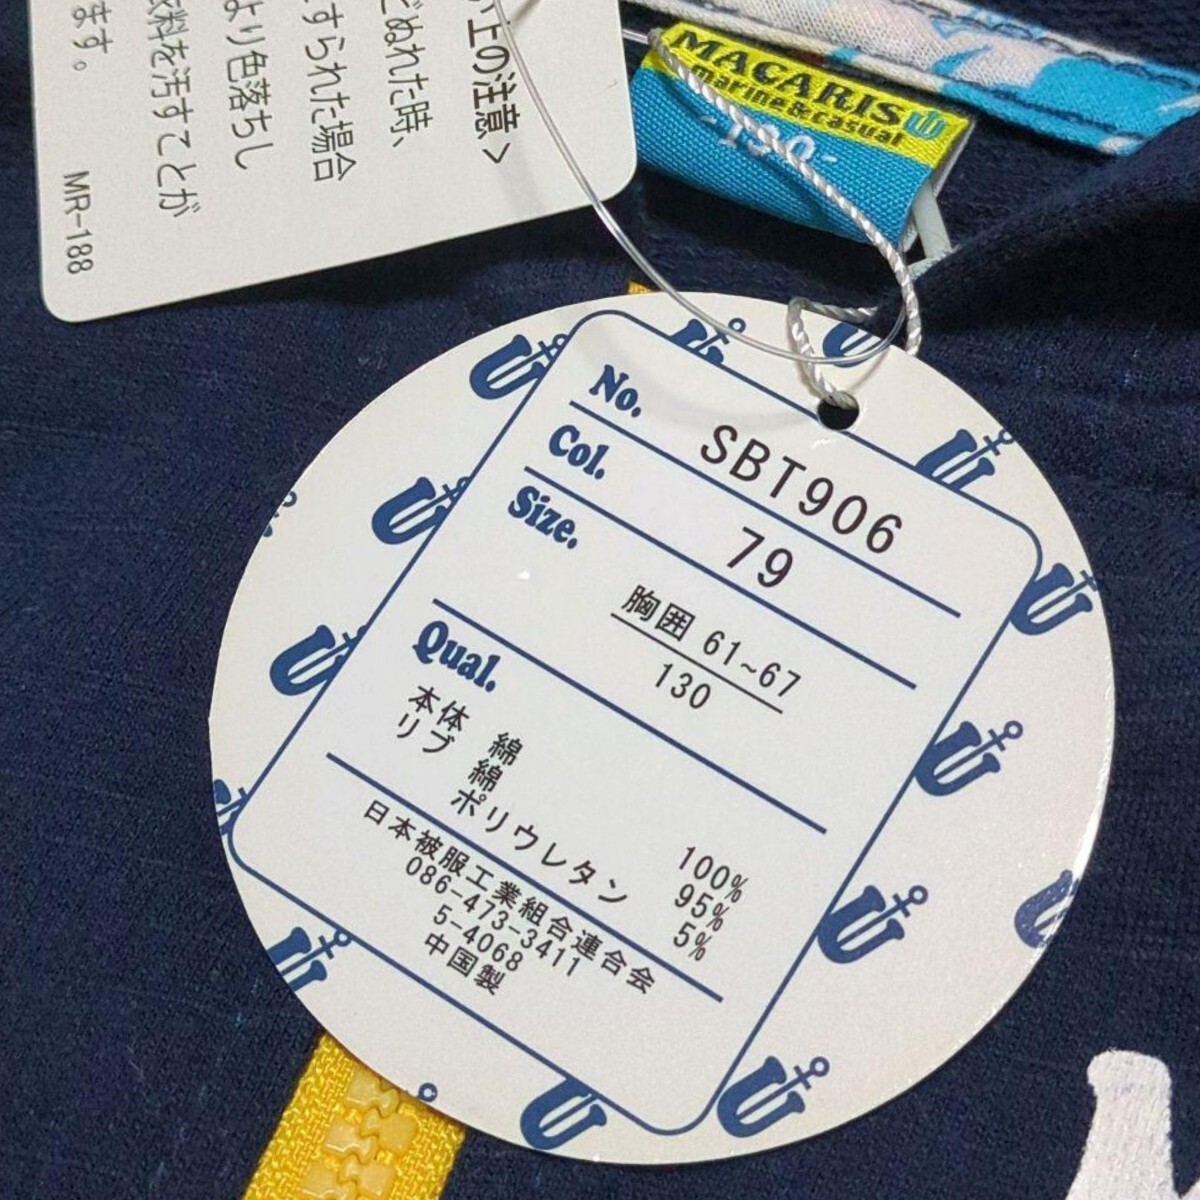 上の注意>
どぬれた時、
すられた場合
より色落ちし
衣料を汚すことが
ます。
MR-188
MACARISU
marine&casual
-130-
No. SBT906
Col. 79
Size. 胸囲 61~67
130
Qual.
本体 綿 100%
リブ 綿 95%
ポリウレタン 5%
日本被服工業組合連合会
086-473-3411
5-4068
中国製